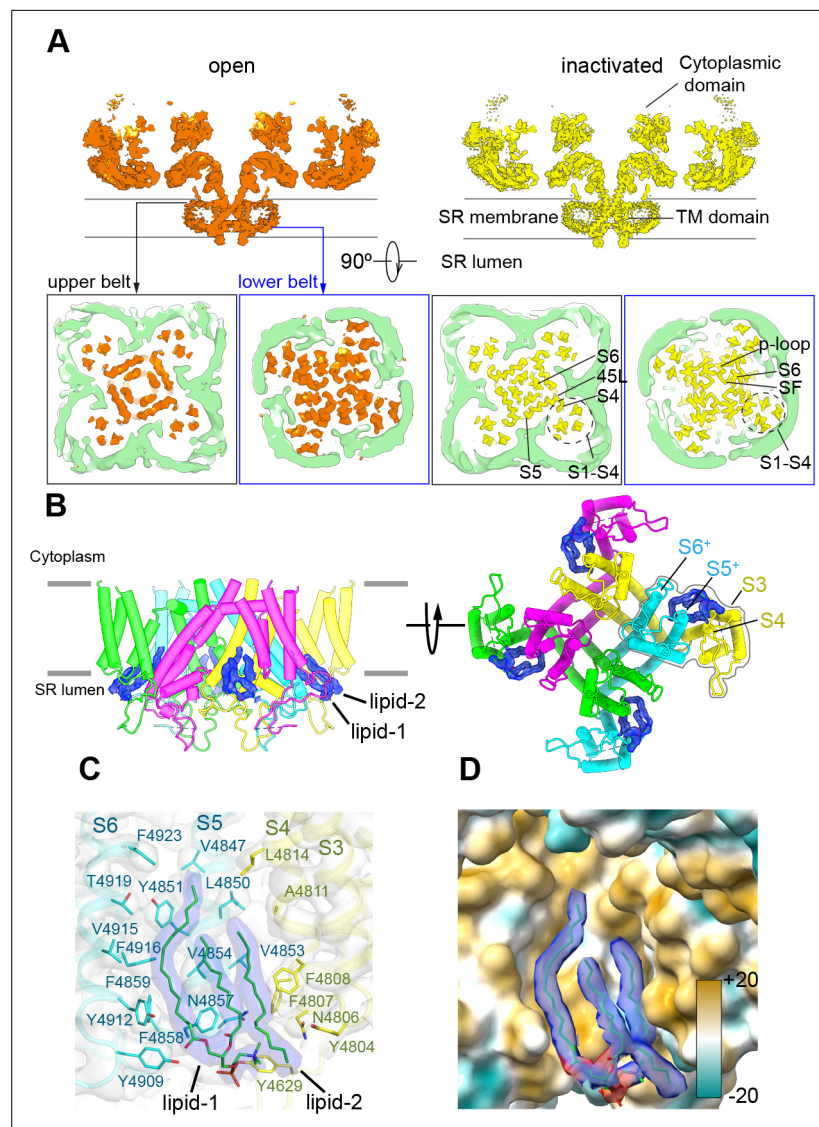 A
open
inactivated
Cytoplasmic
domain
SR membrane
TM domain
90º
SR lumen
upper belt
lower belt
S6
45L
S4
S5
S1-S4
p-loop
S6
SF
S1-S4
B
Cytoplasm
SR lumen
lipid-2
lipid-1
S6+
S5+
S3
S4
C
D
S6
S5
S4
S3
F4923
V4847
L4814
T4919
Y4851
L4850
A4811
V4915
F4916
V4854
V4853
F4859
F4808
N4857
F4807
Y4912
F4858
N4806
Y4804
Y4909
Y4629
lipid-1
lipid-2
+20
-20